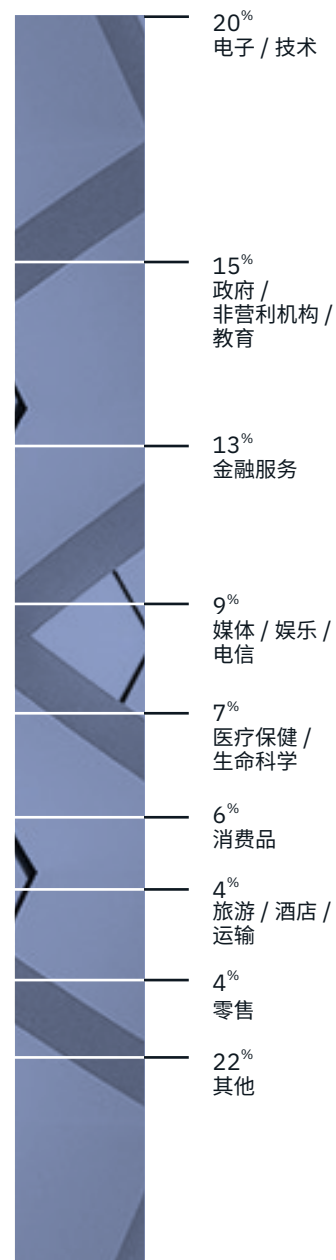 20%
电子 / 技术
15%
政府 /
非营利机构 /
教育
13%
金融服务
9%
媒体 / 娱乐 /
电信
7%
医疗保健 /
生命科学
6%
消费品
4%
旅游 / 酒店 /
运输
4%
零售
22%
其他